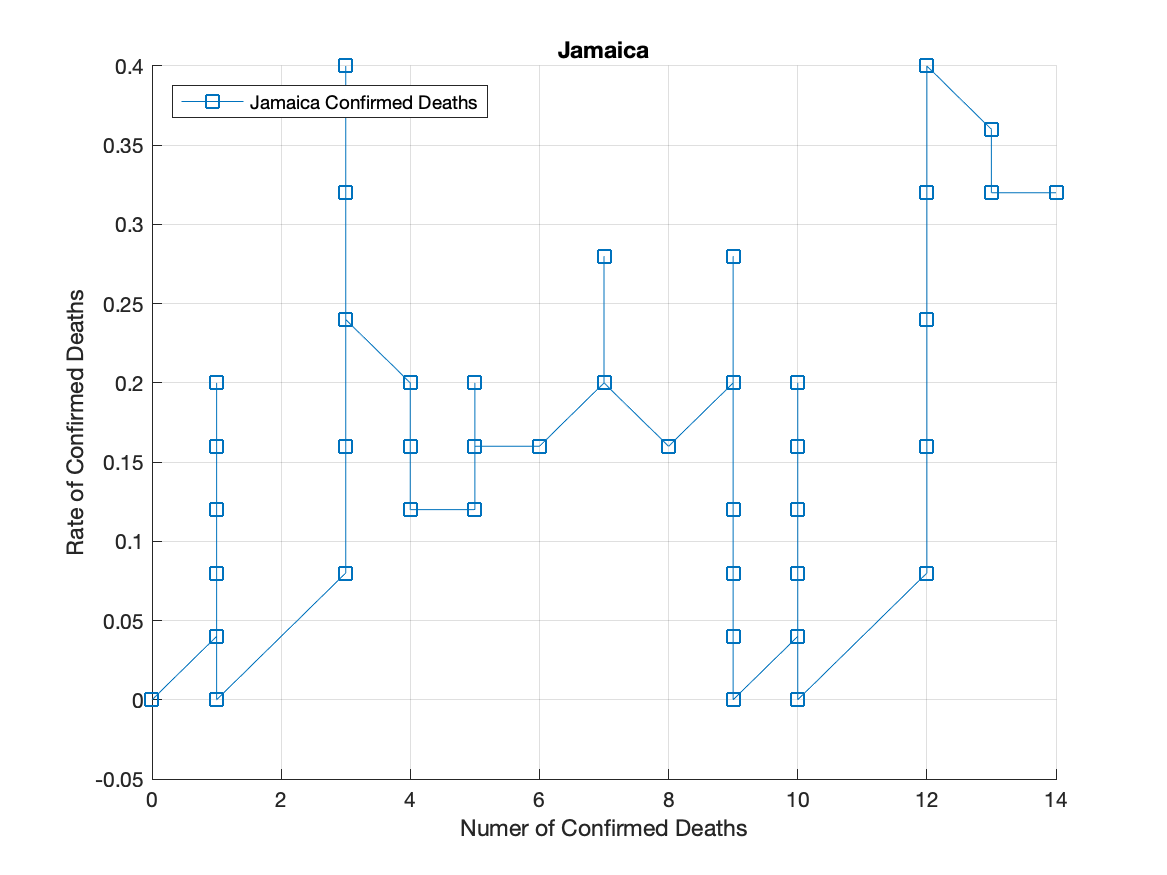 Jamaica
Jamaica Confirmed Deaths
0.4
0.35
0.3
0.25
0.2
0.15
0.1
0.05
0
-0.05
Rate of Confirmed Deaths
0 2 4 6 8 10 12 14
Numer of Confirmed Deaths